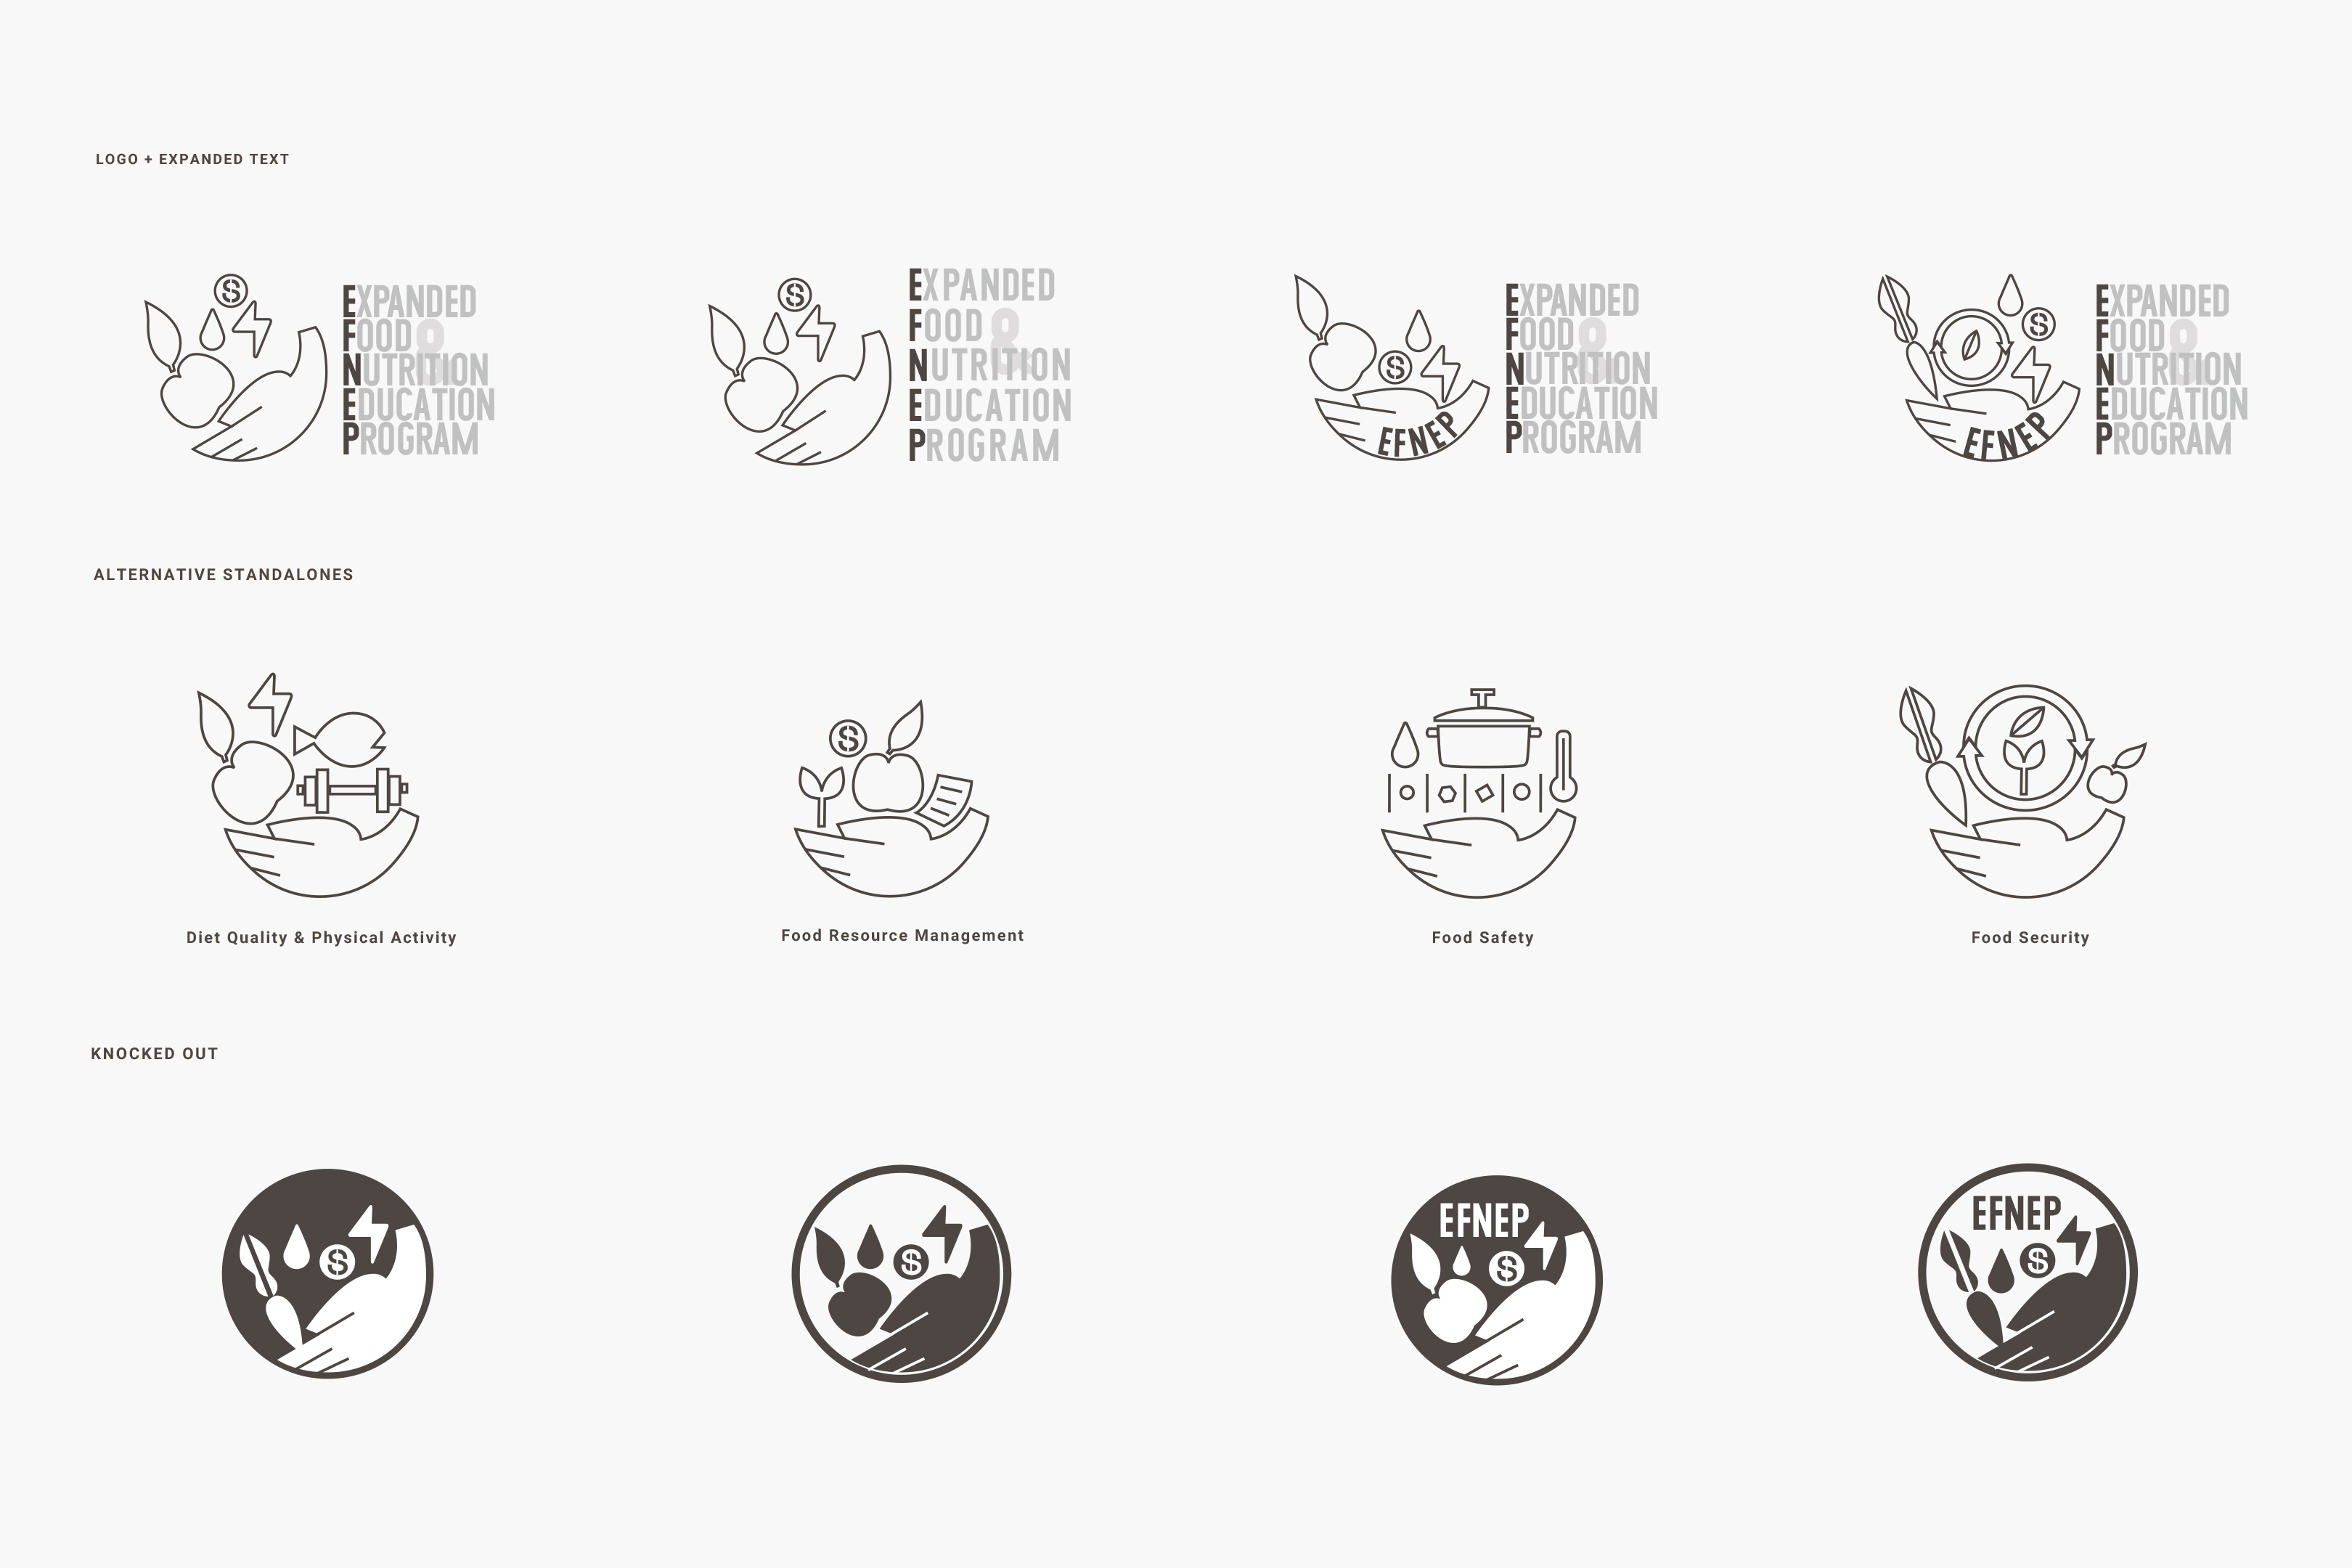 LOGO + EXPANDED TEXT
$
EXPANDED
FOOD &
NUTRITION
EDUCATION
PROGRAM
$
EXPANDED
FOOD &
NUTRITION
EDUCATION
PROGRAM
$
EFNEP
EXPANDED
FOOD &
NUTRITION
EDUCATION
PROGRAM
$
EFNEP
EXPANDED
FOOD &
NUTRITION
EDUCATION
PROGRAM
ALTERNATIVE STANDALONES
$
Diet Quality & Physical Activity
Food Resource Management
Food Safety
Food Security
KNOCKED OUT
$
$
EFNEP
$
EFNEP
$